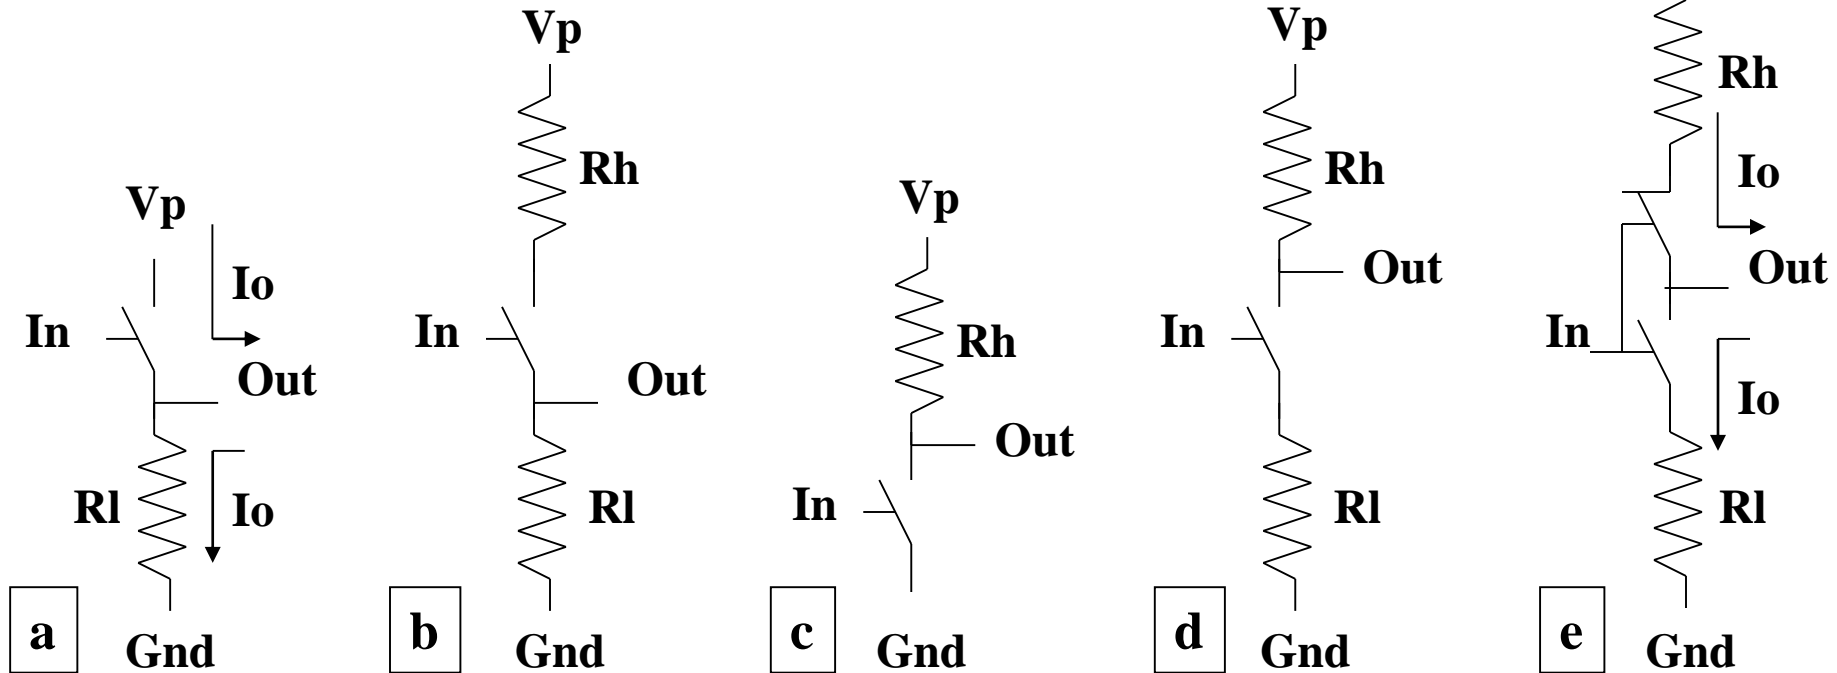 Vp
Io
In
Out
Rl
Io
a
Gnd
Vp
Rh
In
Out
Rl
b
Gnd
Vp
Rh
Out
In
c
Gnd
Vp
Rh
Out
In
Rl
d
Gnd
Rh
Io
Out
In
Io
Rl
e
Gnd